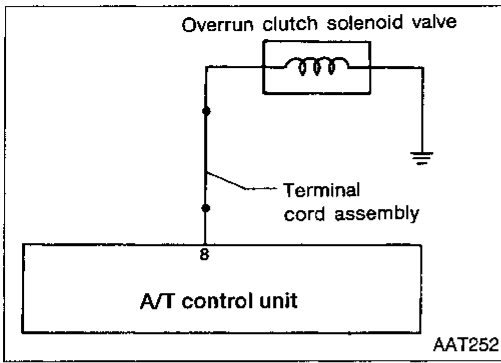 Overrun clutch solenoid valve
Terminal
cord assembly
8
A/T control unit
AAT252